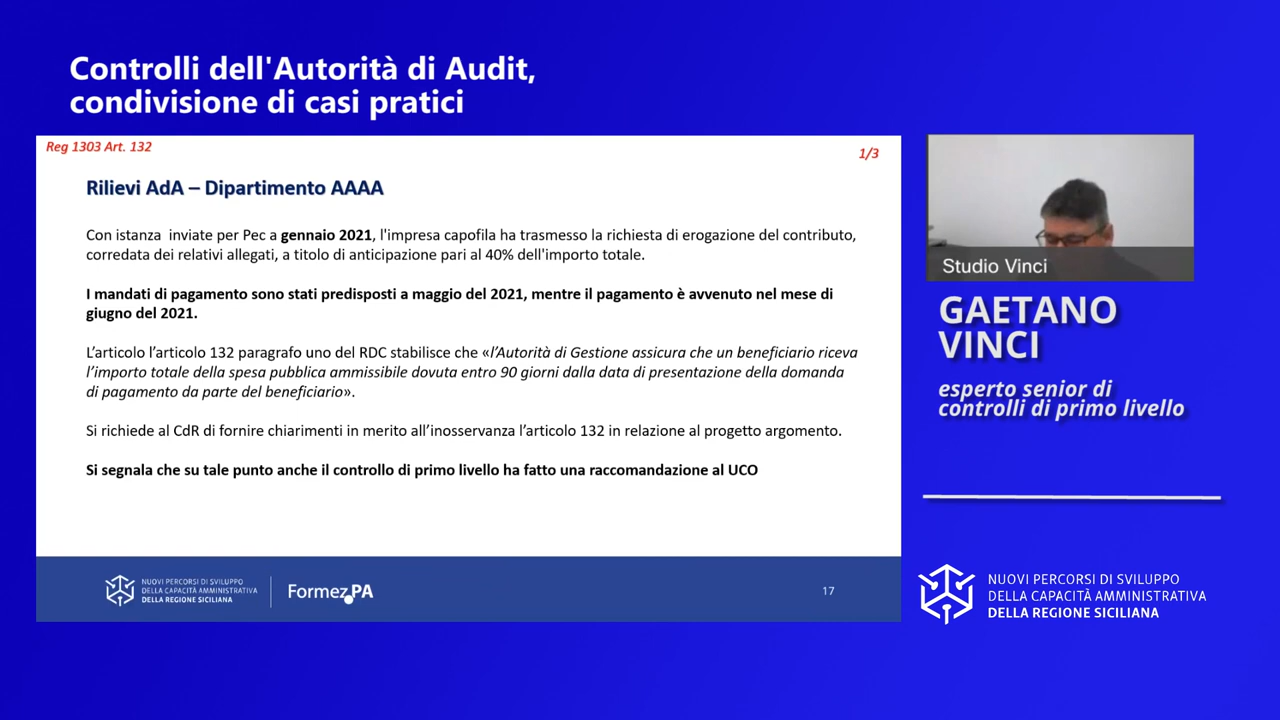 Controlli dell'Autorità di Audit,
condivisione di casi pratici
Reg 1303 Art. 132
1/3
Rilievi AdA – Dipartimento AAAA
Con istanza  inviate per Pec a gennaio 2021, l'impresa capofila ha trasmesso la richiesta di erogazione del contributo,
corredata dei relativi allegati, a titolo di anticipazione pari al 40% dell'importo totale.
I mandati di pagamento sono stati predisposti a maggio del 2021, mentre il pagamento è avvenuto nel mese di
giugno del 2021.
L'articolo l'articolo 132 paragrafo uno del RDC stabilisce che «l'Autorità di Gestione assicura che un beneficiario riceva
l'importo totale della spesa pubblica ammissibile dovuta entro 90 giorni dalla data di presentazione della domanda
di pagamento da parte del beneficiario».
Si richiede al CdR di fornire chiarimenti in merito all'inosservanza l'articolo 132 in relazione al progetto argomento.
Si segnala che su tale punto anche il controllo di primo livello ha fatto una raccomandazione al UCO
NUOVI PERCORSI DI SVILUPPO
DELLA CAPACITÀ AMMINISTRATIVA
DELLA REGIONE SICILIANA
Formez PA
17
Studio Vinci
GAETANO
VINCI
esperto senior di
controlli di primo livello
NUOVI PERCORSI DI SVILUPPO
DELLA CAPACITÀ AMMINISTRATIVA
DELLA REGIONE SICILIANA